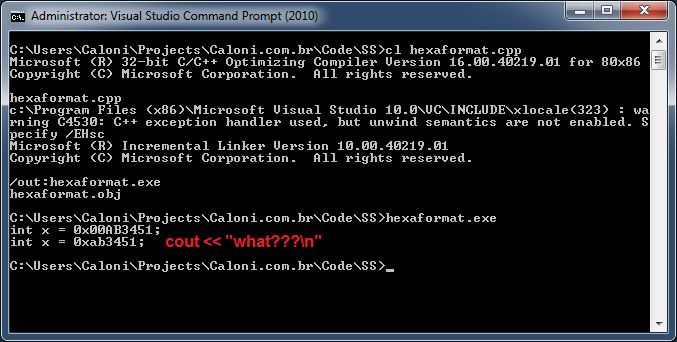 Administrator: Visual Studio Command Prompt (2010)
C:\Users\Caloni\Projects\Caloni.com.br\Code\SS>cl hexaformat.cpp
Microsoft (R) 32-bit C/C++ Optimizing Compiler Version 16.00.40219.01 for 80x86
Copyright (C) Microsoft Corporation.  All rights reserved.
hexaformat.cpp
c:\Program Files (x86)\Microsoft Visual Studio 10.0\VC\INCLUDE\xlocale(323) : wa
rning C4530: C++ exception handler used, but unwind semantics are not enabled. S
pecify /EHsc
Microsoft (R) Incremental Linker Version 10.00.40219.01
Copyright (C) Microsoft Corporation.  All rights reserved.
/out:hexaformat.exe
hexaformat.obj
C:\Users\Caloni\Projects\Caloni.com.br\Code\SS>hexaformat.exe
int x = 0x00AB3451;
int x = 0xab3451; cout << "what???\n"
C:\Users\Caloni\Projects\Caloni.com.br\Code\SS>_